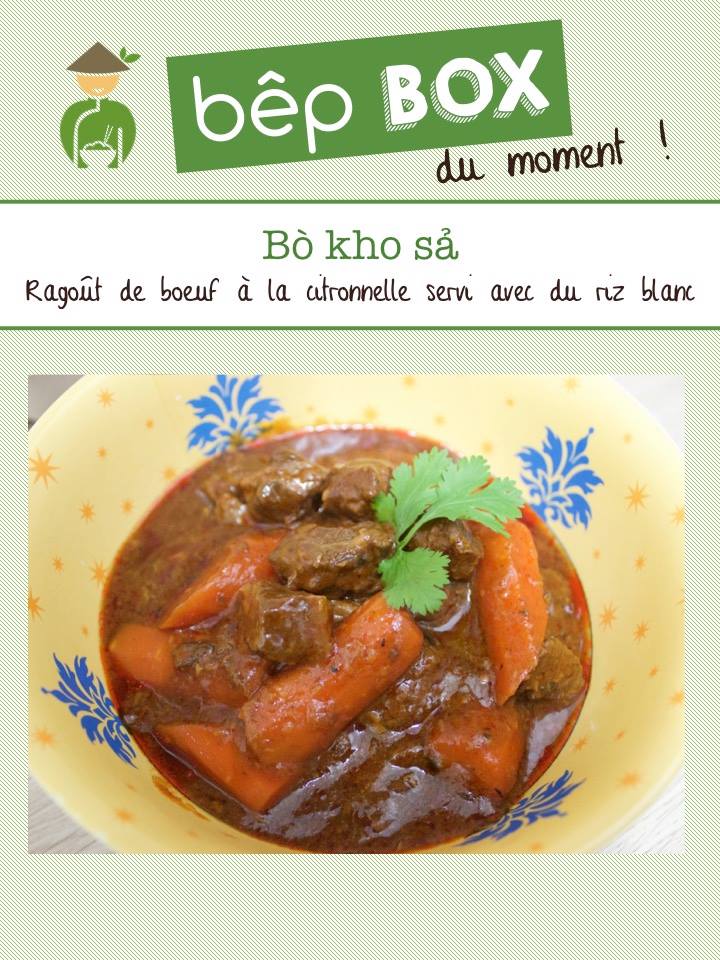 bêp BOX
du moment !
Bò kho sả
Ragoût de boeuf à la citronnelle servi avec du riz blanc